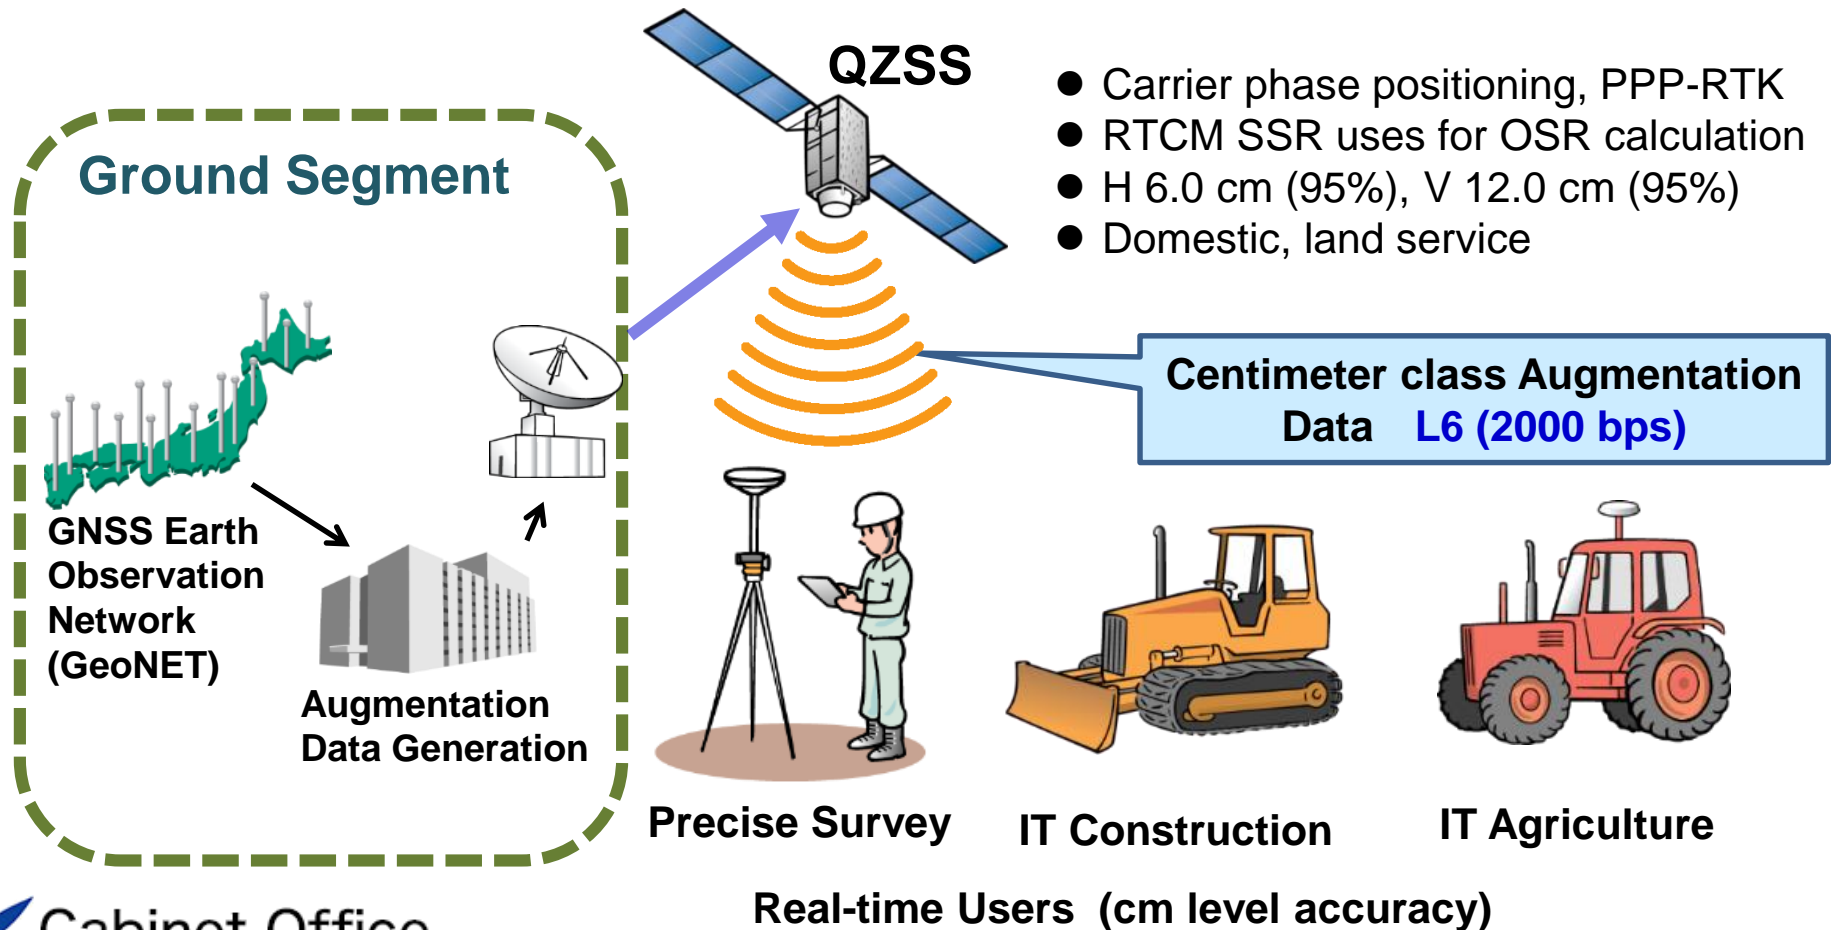 QZSS
● Carrier phase positioning, PPP-RTK
● RTCM SSR uses for OSR calculation
● H 6.0 cm (95%), V 12.0 cm (95%)
● Domestic, land service
Ground Segment
Centimeter class Augmentation
Data L6 (2000 bps)
GNSS Earth
Observation
Network
(GeoNET)
Augmentation
Data Generation
Precise Survey
IT Construction
IT Agriculture
Real-time Users (cm level accuracy)
Cabinet Office